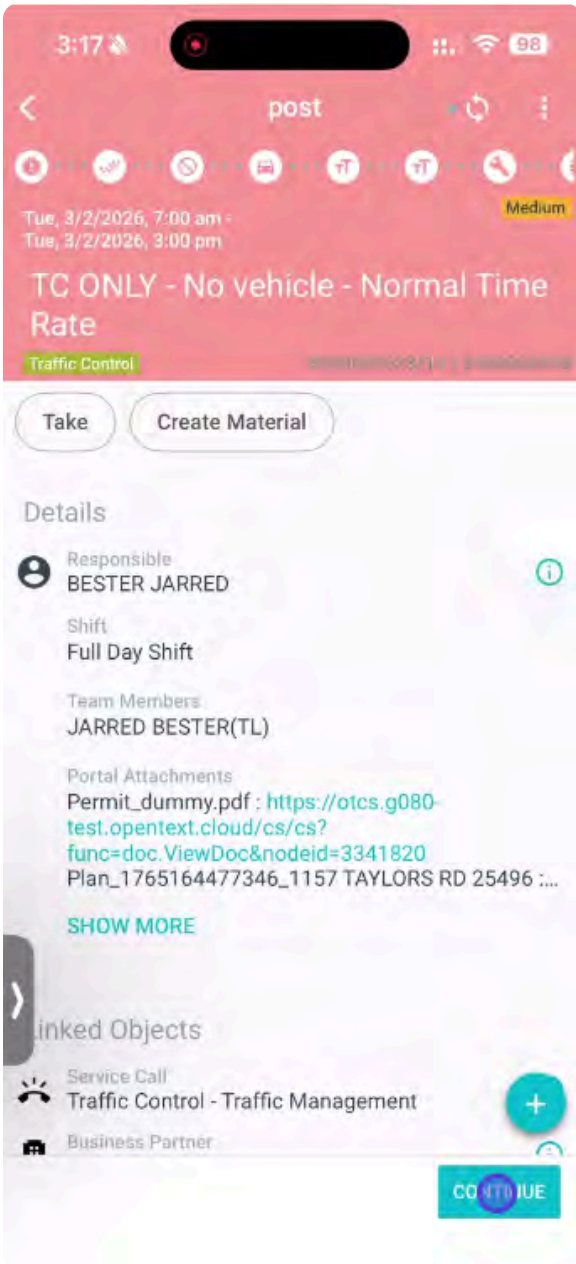 3:17
98
post
Medium
Tue, 3/2/2026, 7:00 am -
Tue, 3/2/2026, 3:00 pm
TC ONLY - No vehicle - Normal Time
Rate
Traffic Control
Take
Create Material
Details
Responsible
BESTER JARRED
Shift
Full Day Shift
Team Members
JARRED BESTER(TL)
Portal Attachments
Permit_dummy.pdf : https://otcs.g080-
test.opentext.cloud/cs/cs?
func=doc.ViewDoc&nodeid=3341820
Plan_1765164477346_1157 TAYLORS RD 25496 :...
SHOW MORE
Linked Objects
Service Call
Traffic Control - Traffic Management
Business Partner
CONTINUE